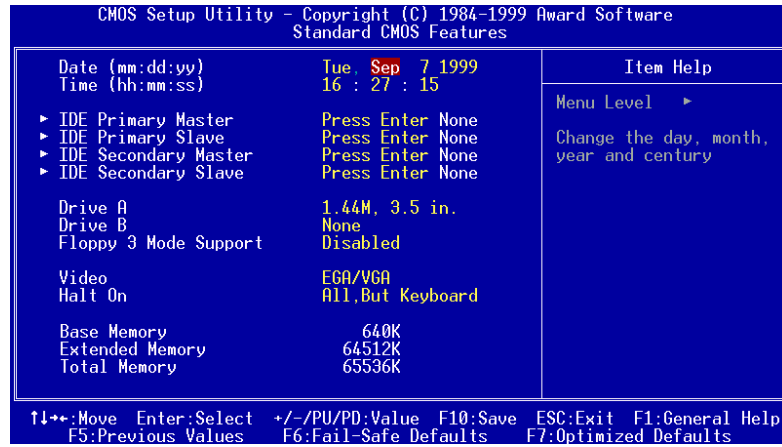 CMOS Setup Utility – Copyright (C) 1984–1999 Award Software
Standard CMOS Features
Date (mm:dd:yy) Tue, Sep 7 1999
Time (hh:mm:ss) 16 : 27 : 15
► IDE Primary Master Press Enter None
► IDE Primary Slave Press Enter None
► IDE Secondary Master Press Enter None
► IDE Secondary Slave Press Enter None
Drive A 1.44M, 3.5 in.
Drive B None
Floppy 3 Mode Support Disabled
Video EGA/VGA
Halt On All,But Keyboard
Base Memory 640K
Extended Memory 64512K
Total Memory 65536K
Item Help
Menu Level ►
Change the day, month,
year and century
↑↓→←:Move Enter:Select +/-/PU/PD:Value F10:Save ESC:Exit F1:General Help
F5:Previous Values F6:Fail-Safe Defaults F7:Optimized Defaults